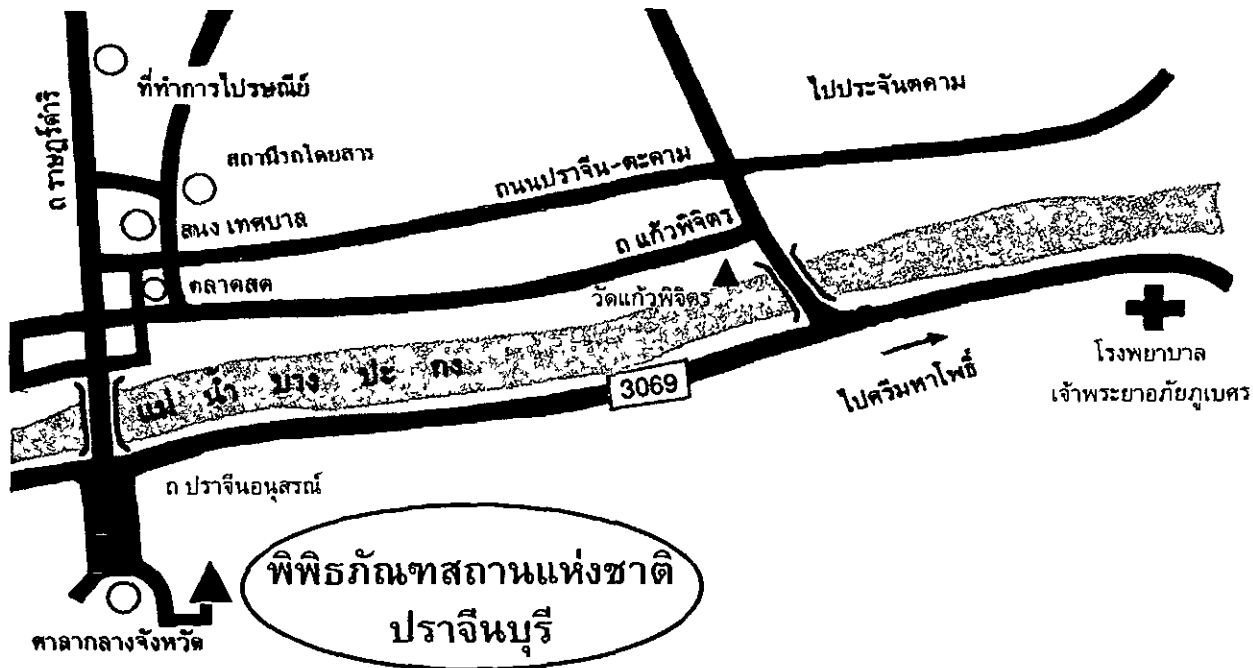 ที่ทำการไปรษณีย์
ถ ราษฎร์ดำริ
ไปประจันตคาม
สถานีรถโดยสาร
ถนนปราจีน-ตะคาม
สนง เทศบาล
ถ แก้วพิจิตร
ตลาดสด
วัดแก้วพิจิตร
แม่ น้ำ บาง ปะ กง
3069
ไปศรีมหาโพธิ์
โรงพยาบาล
เจ้าพระยาอภัยภูเบศร
ถ ปราจีนอนุสรณ์
พิพิธภัณฑสถานแห่งชาติ
ปราจีนบุรี
ศาลากลางจังหวัด